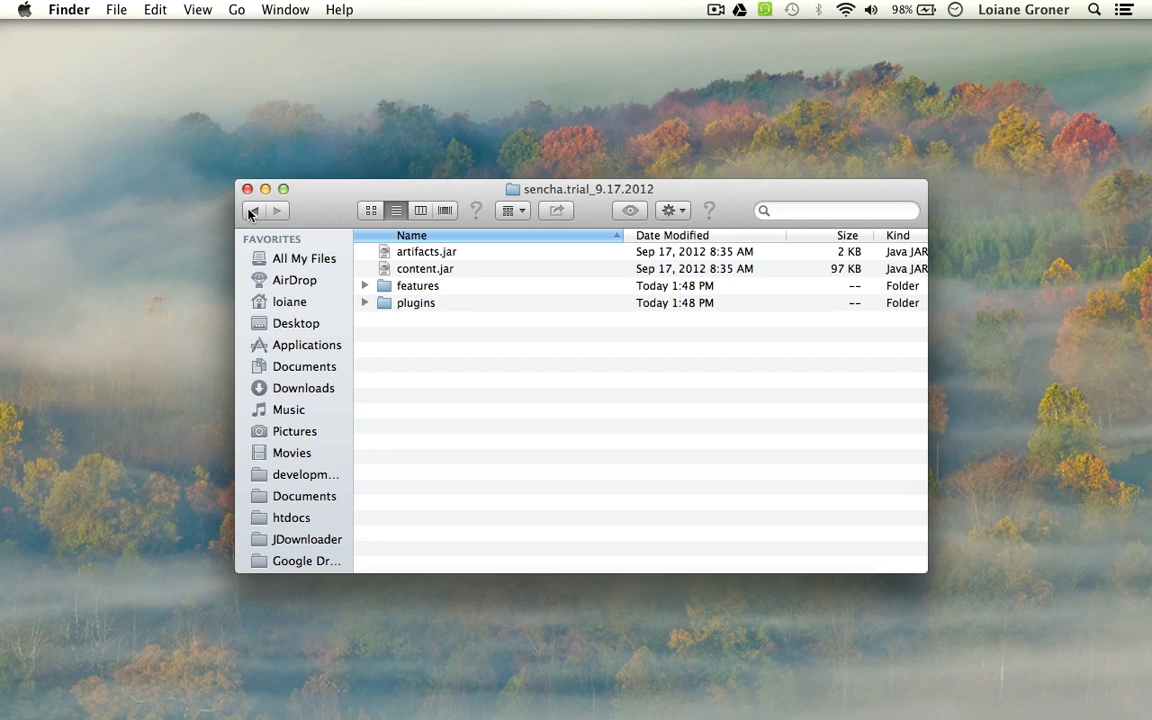 Finder File Edit View Go Window Help 98% Loiane Groner
sencha.trial_9.17.2012
FAVORITES
All My Files
AirDrop
loiane
Desktop
Applications
Documents
Downloads
Music
Pictures
Movies
developm...
Documents
htdocs
JDownloader
Google Dr...
Name Date Modified Size Kind
artifacts.jar Sep 17, 2012 8:35 AM 2 KB Java JAR
content.jar Sep 17, 2012 8:35 AM 97 KB Java JAR
features Today 1:48 PM -- Folder
plugins Today 1:48 PM -- Folder